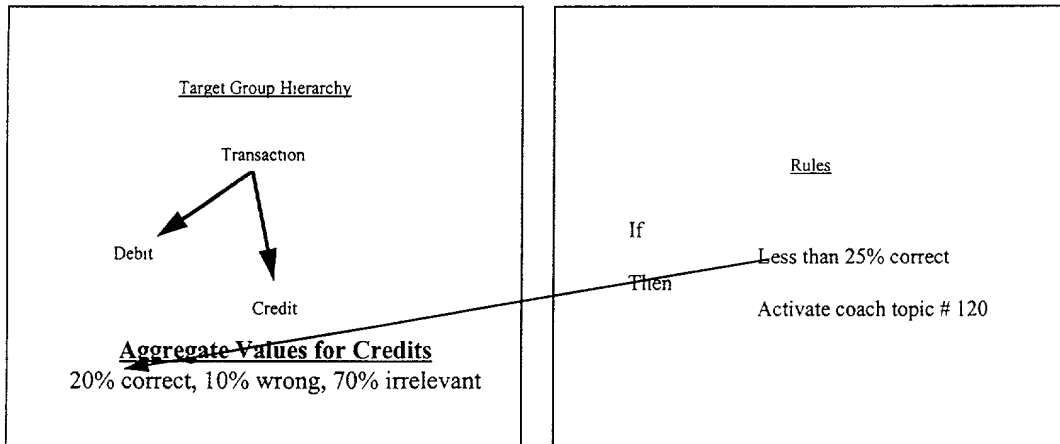 Target Group Hierarchy
Transaction
Debit
Credit
Aggregate Values for Credits
20% correct, 10% wrong, 70% irrelevant
Rules
If
Less than 25% correct
Then
Activate coach topic # 120